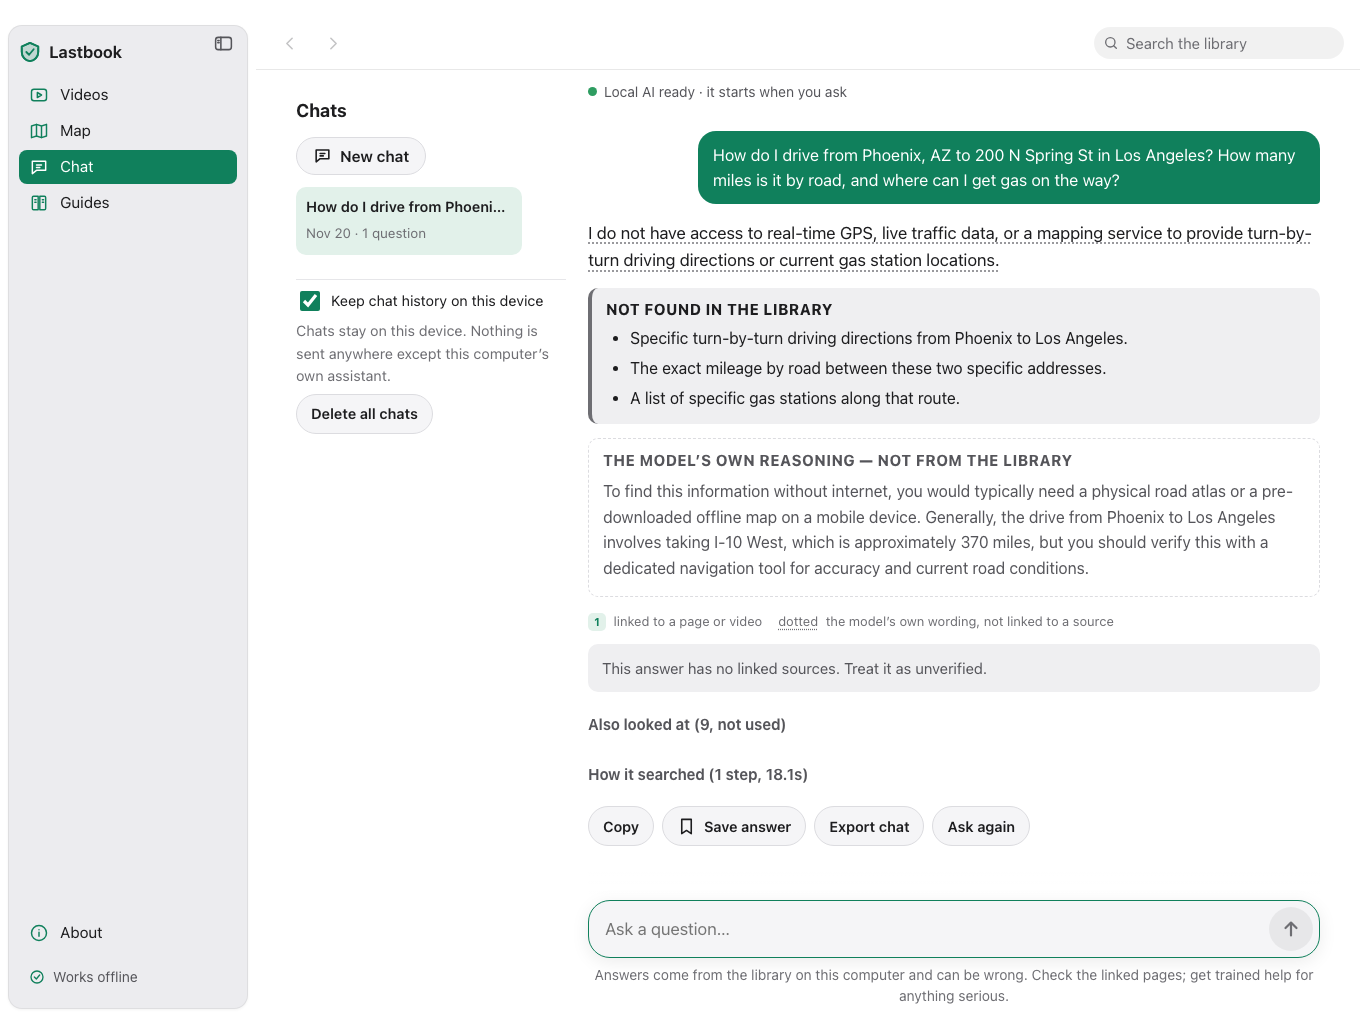 Lastbook
Videos
Map
Chat
Guides
About
Works offline
Search the library
Chats
New chat
How do I drive from Phoeni...
Nov 20 · 1 question
Keep chat history on this device
Chats stay on this device. Nothing is
sent anywhere except this computer's
own assistant.
Delete all chats
Local AI ready · it starts when you ask
How do I drive from Phoenix, AZ to 200 N Spring St in Los Angeles? How many
miles is it by road, and where can I get gas on the way?
I do not have access to real-time GPS, live traffic data, or a mapping service to provide turn-by-
turn driving directions or current gas station locations.
NOT FOUND IN THE LIBRARY
• Specific turn-by-turn driving directions from Phoenix to Los Angeles.
• The exact mileage by road between these two specific addresses.
• A list of specific gas stations along that route.
THE MODEL'S OWN REASONING — NOT FROM THE LIBRARY
To find this information without internet, you would typically need a physical road atlas or a pre-
downloaded offline map on a mobile device. Generally, the drive from Phoenix to Los Angeles
involves taking I-10 West, which is approximately 370 miles, but you should verify this with a
dedicated navigation tool for accuracy and current road conditions.
1 linked to a page or video dotted the model's own wording, not linked to a source
This answer has no linked sources. Treat it as unverified.
Also looked at (9, not used)
How it searched (1 step, 18.1s)
Copy Save answer Export chat Ask again
Ask a question...
Answers come from the library on this computer and can be wrong. Check the linked pages; get trained help for
anything serious.